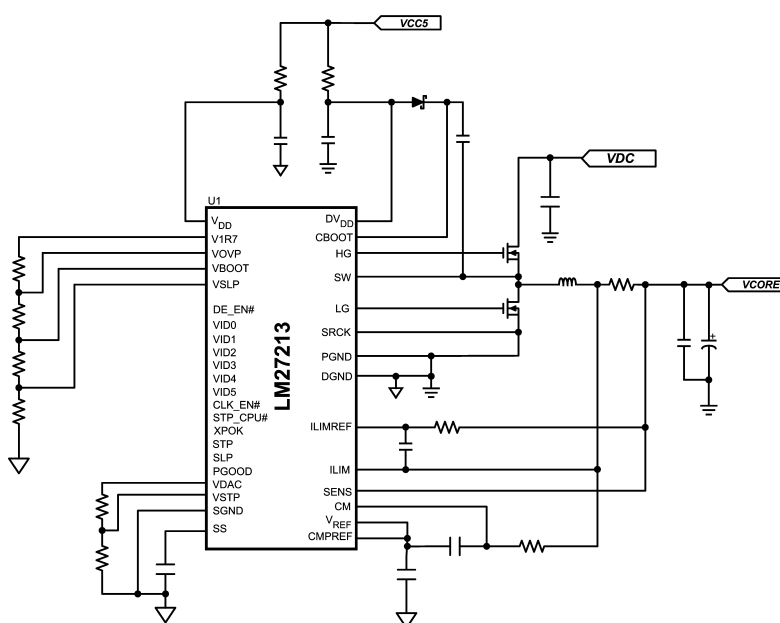 VCC5
VDC
U1
VDD
V1R7
VOVP
VBOOT
VSLP
DE_EN#
VID0
VID1
VID2
VID3
VID4
VID5
CLK_EN#
STP_CPU#
XPOK
STP
SLP
PGOOD
VDAC
VSTP
SGND
SS
LM27213
DVDD
CBOOT
HG
SW
LG
SRCK
PGND
DGND
ILIMREF
ILIM
SENS
CM
VREF
CMPREF
VCORE
+